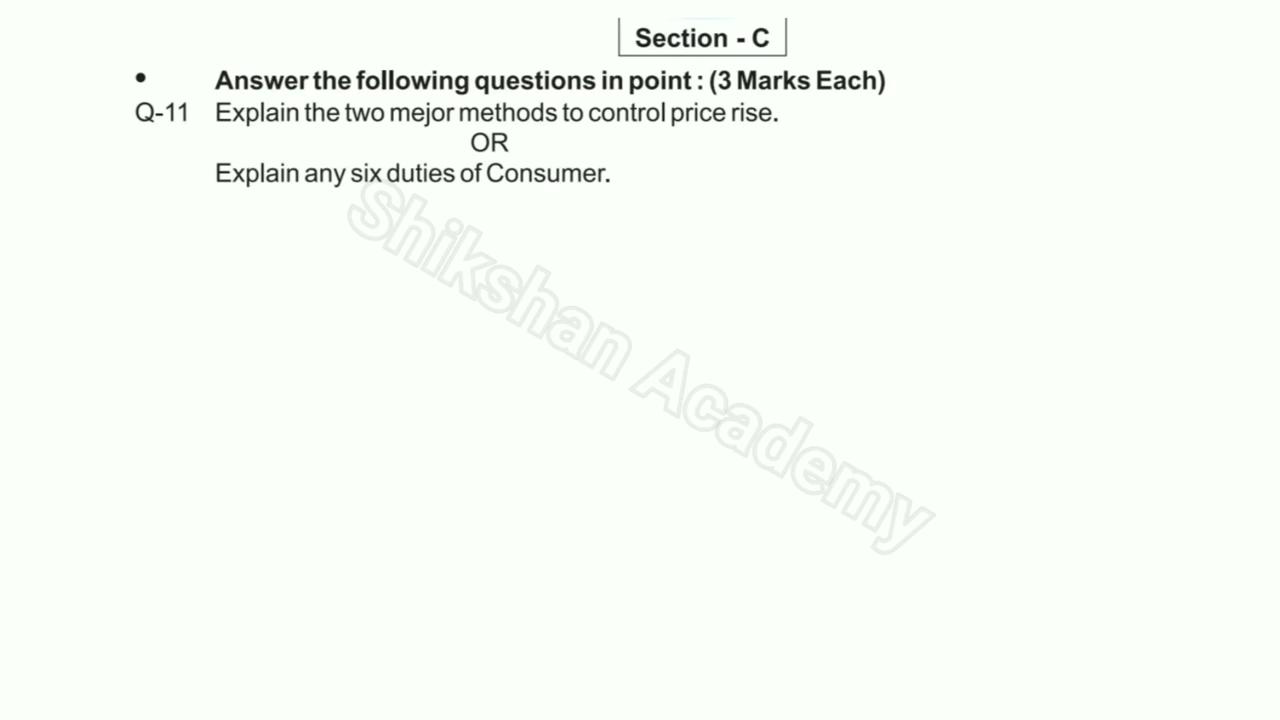 Section - C
• Answer the following questions in point : (3 Marks Each)
Q-11 Explain the two mejor methods to control price rise.
OR
Explain any six duties of Consumer.
Shikshan Academy